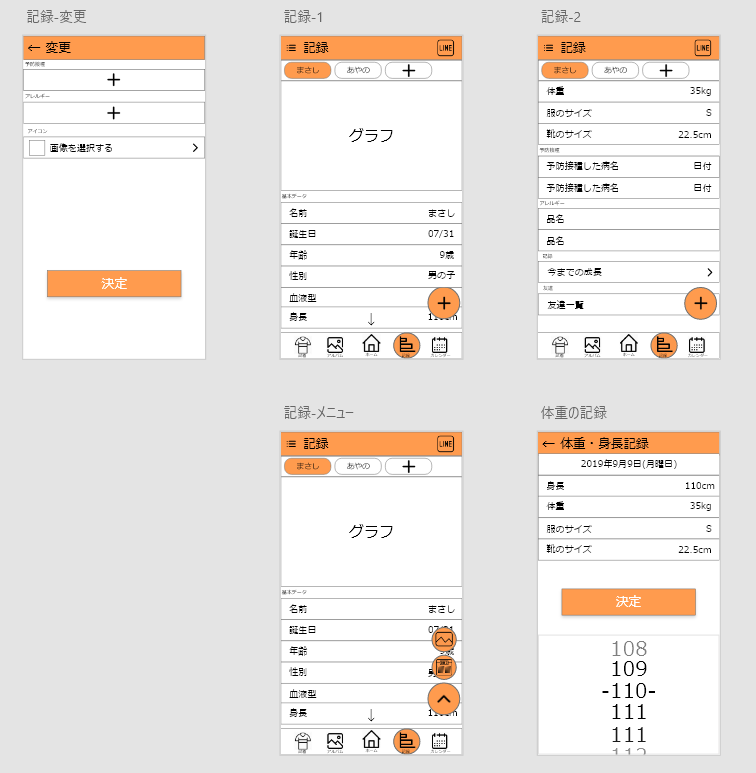 記録-変更
← 変更
予防接種
+
アレルギー
+
アイコン
画像を選択する
決定
記録-1
記録
LINE
まさし
あやの
+
グラフ
基本データ
名前 まさし
誕生日 07/31
年齢 9歳
性別 男の子
血液型
身長
↓
+
アルバム
ホーム
記録
カレンダー
記録-2
記録
LINE
まさし
あやの
+
体重 35kg
服のサイズ S
靴のサイズ 22.5cm
予防接種
予防接種した病名 日付
予防接種した病名 日付
アレルギー
品名
品名
記録
今までの成長
友達
友達一覧
+
アルバム
ホーム
記録
カレンダー
記録-メニュー
記録
LINE
まさし
あやの
+
グラフ
基本データ
名前 まさし
誕生日
年齢
性別
血液型
身長
↓
アルバム
ホーム
記録
カレンダー
体重の記録
← 体重・身長記録
2019年9月9日(月曜日)
身長 110cm
体重 35kg
服のサイズ S
靴のサイズ 22.5cm
決定
108
109
-110-
111
111
112